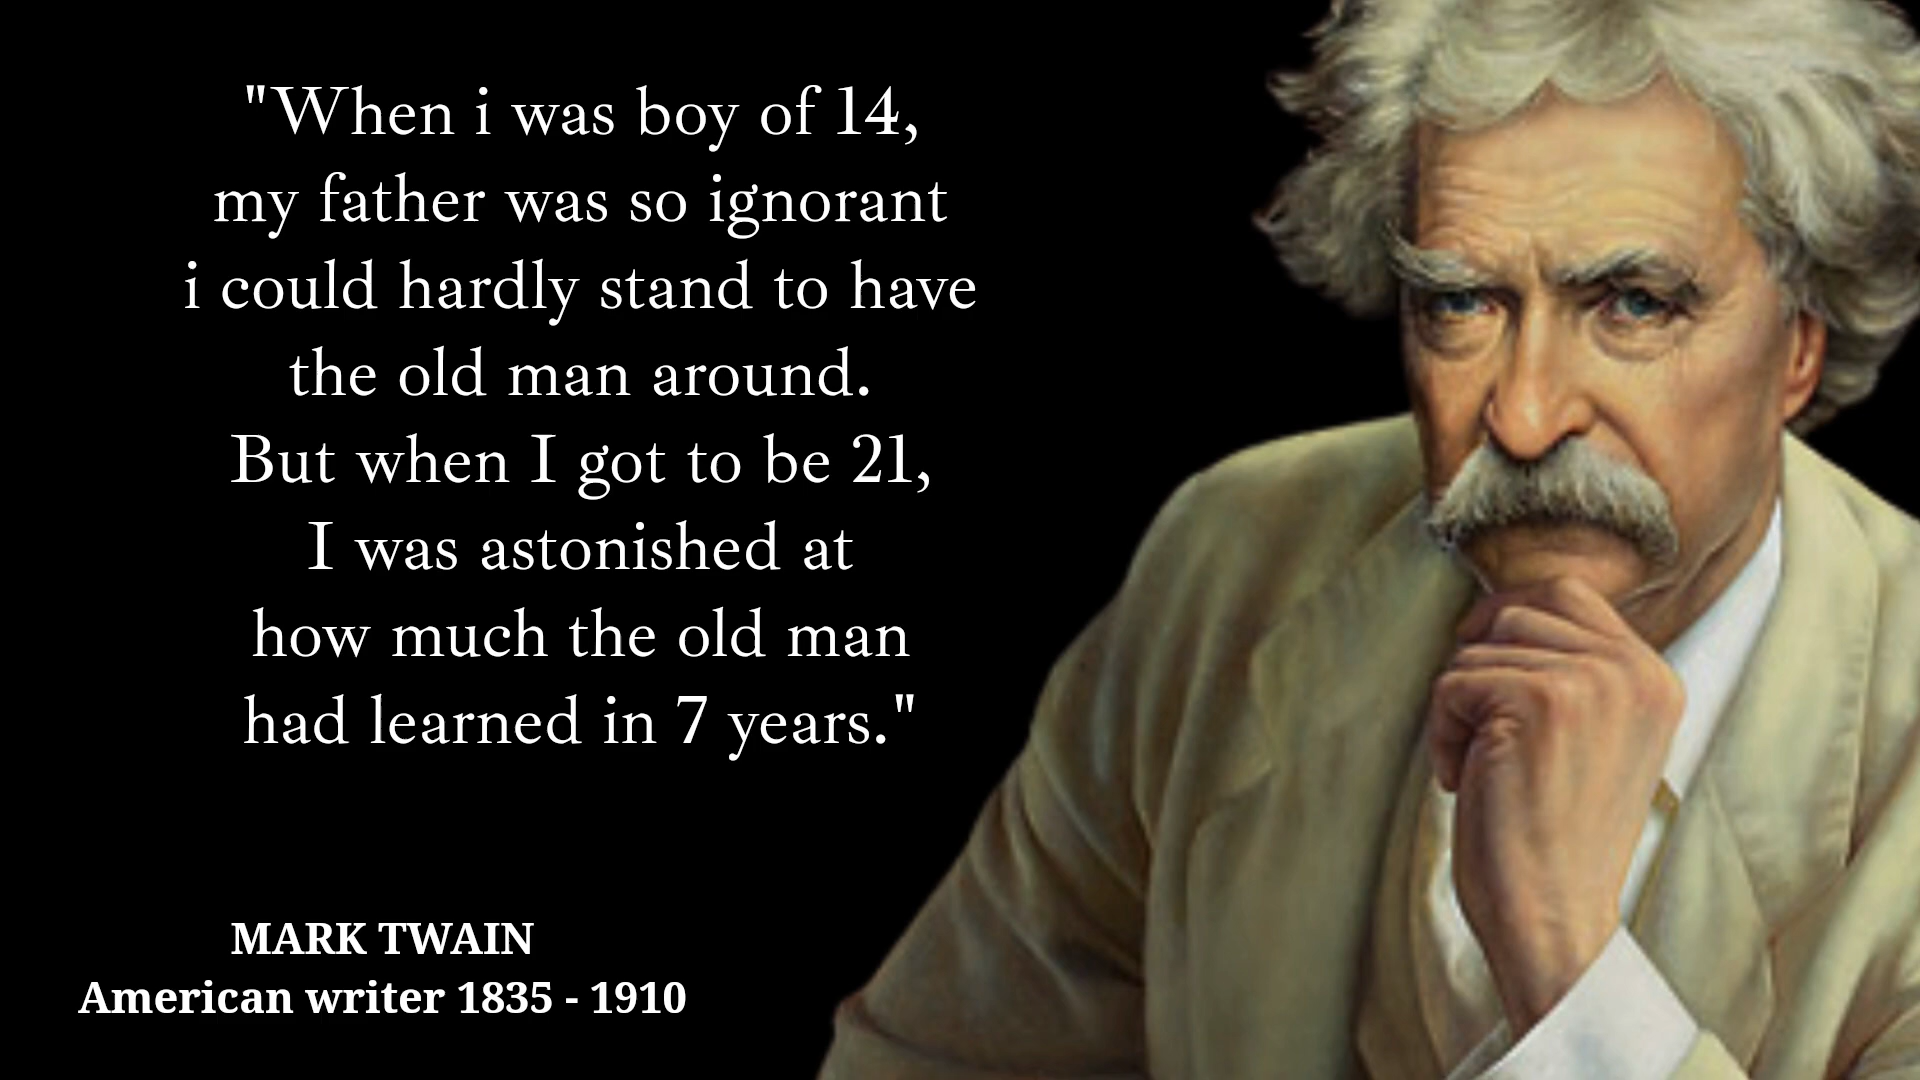 "When i was boy of 14,
my father was so ignorant
i could hardly stand to have
the old man around.
But when I got to be 21,
I was astonished at
how much the old man
had learned in 7 years."
MARK TWAIN
American writer 1835 - 1910